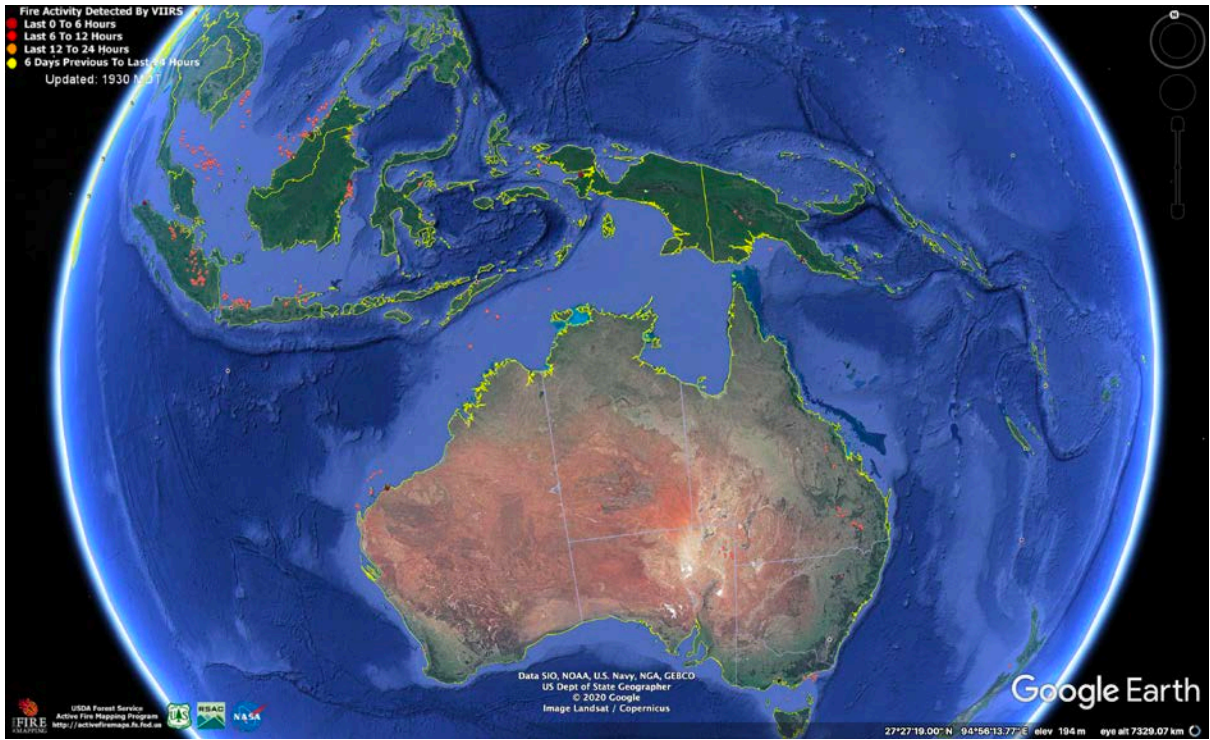 Fire Activity Detected By VIIRS
Last 0 To 6 Hours
Last 6 To 12 Hours
Last 12 To 24 Hours
6 Days Previous To Last 24 Hours
Updated: 1930 MDT
Data SIO, NOAA, U.S. Navy, NGA, GEBCO
US Dept of State Geographer
© 2020 Google
Image Landsat / Copernicus
Google Earth
FIRE
MAPPING
USDA Forest Service
Active Fire Mapping Program
http://activefiremaps.fs.fed.us
RSAC
NASA
27°27'19.00" N 94°56'13.77" E elev 194 m eye alt 7329.07 km
N